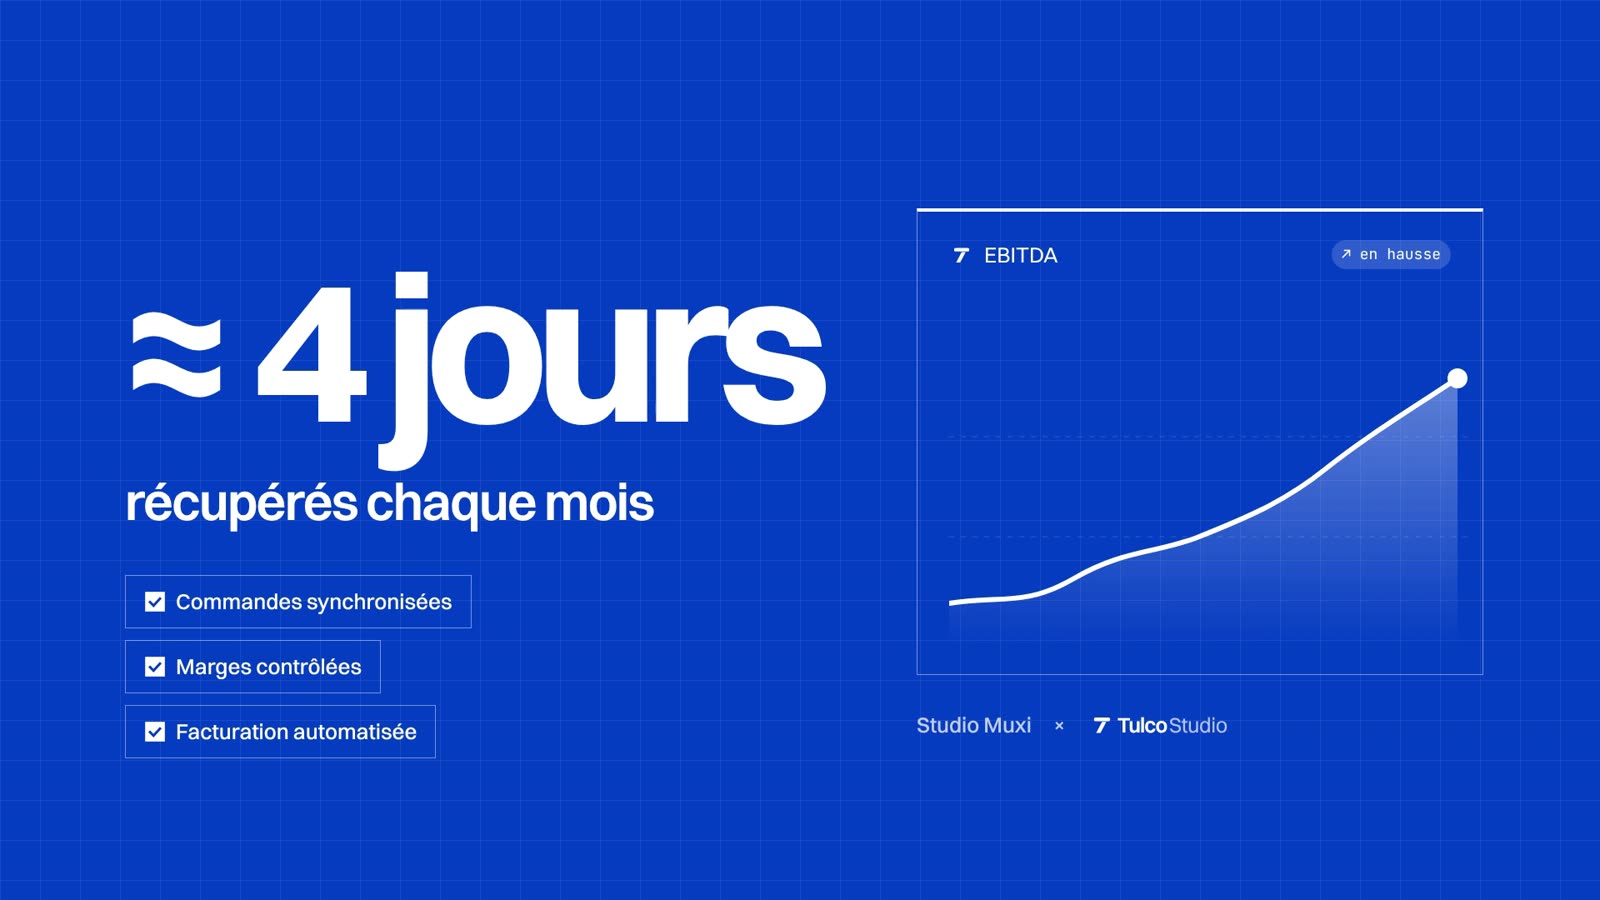 ≈ 4 jours
récupérés chaque mois
Commandes synchronisées
Marges contrôlées
Facturation automatisée
EBITDA
↗ en hausse
Studio Muxi × TulcoStudio